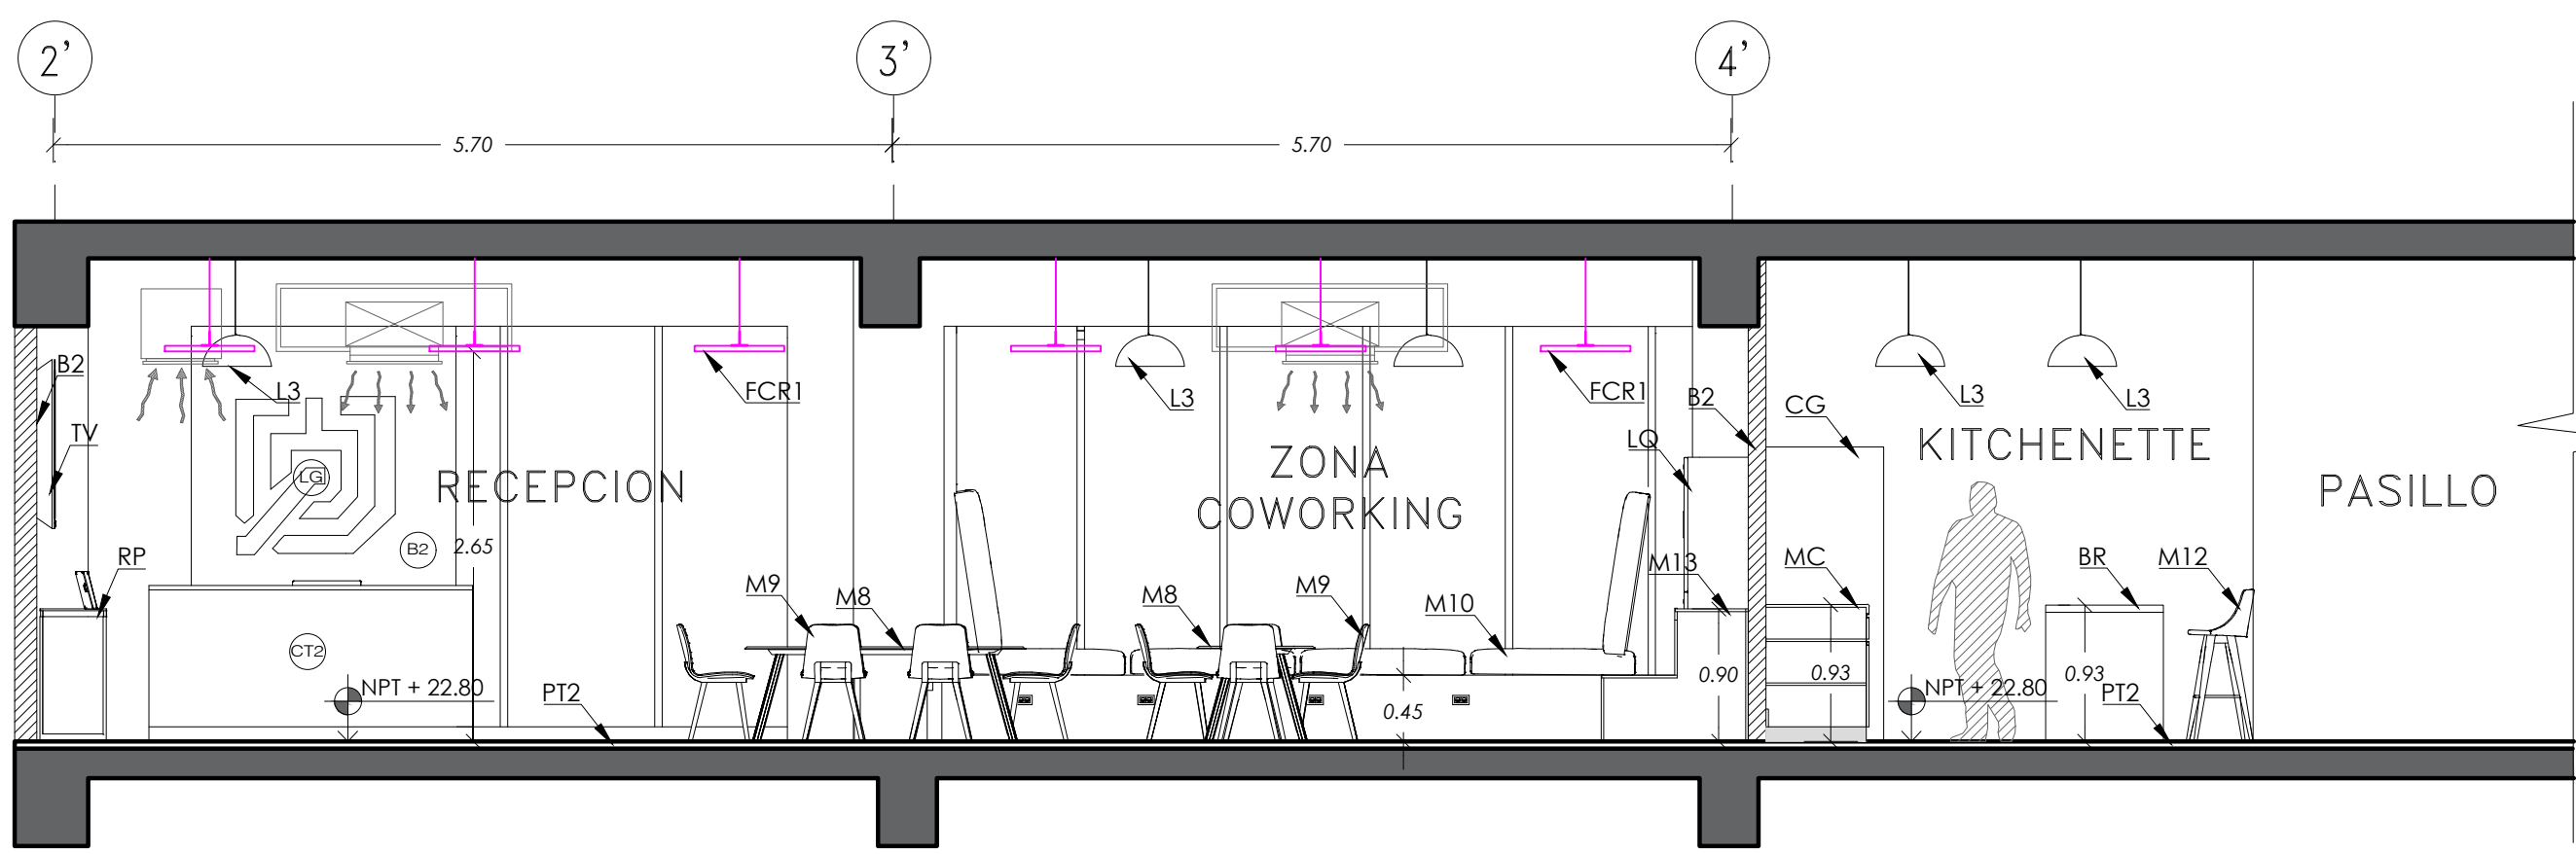 2’
3’
4’
5.70
5.70
B2
TV
L3
FCR1
L3
FCR1
B2
CG
L3
L3
LG
RECEPCION
ZONA
COWORKING
LQ
KITCHENETTE
PASILLO
RP
B2
2.65
M9
M8
M8
M9
M10
M13
MC
BR
M12
CT2
NPT + 22.80
PT2
0.45
0.90
0.93
NPT + 22.80
0.93
PT2